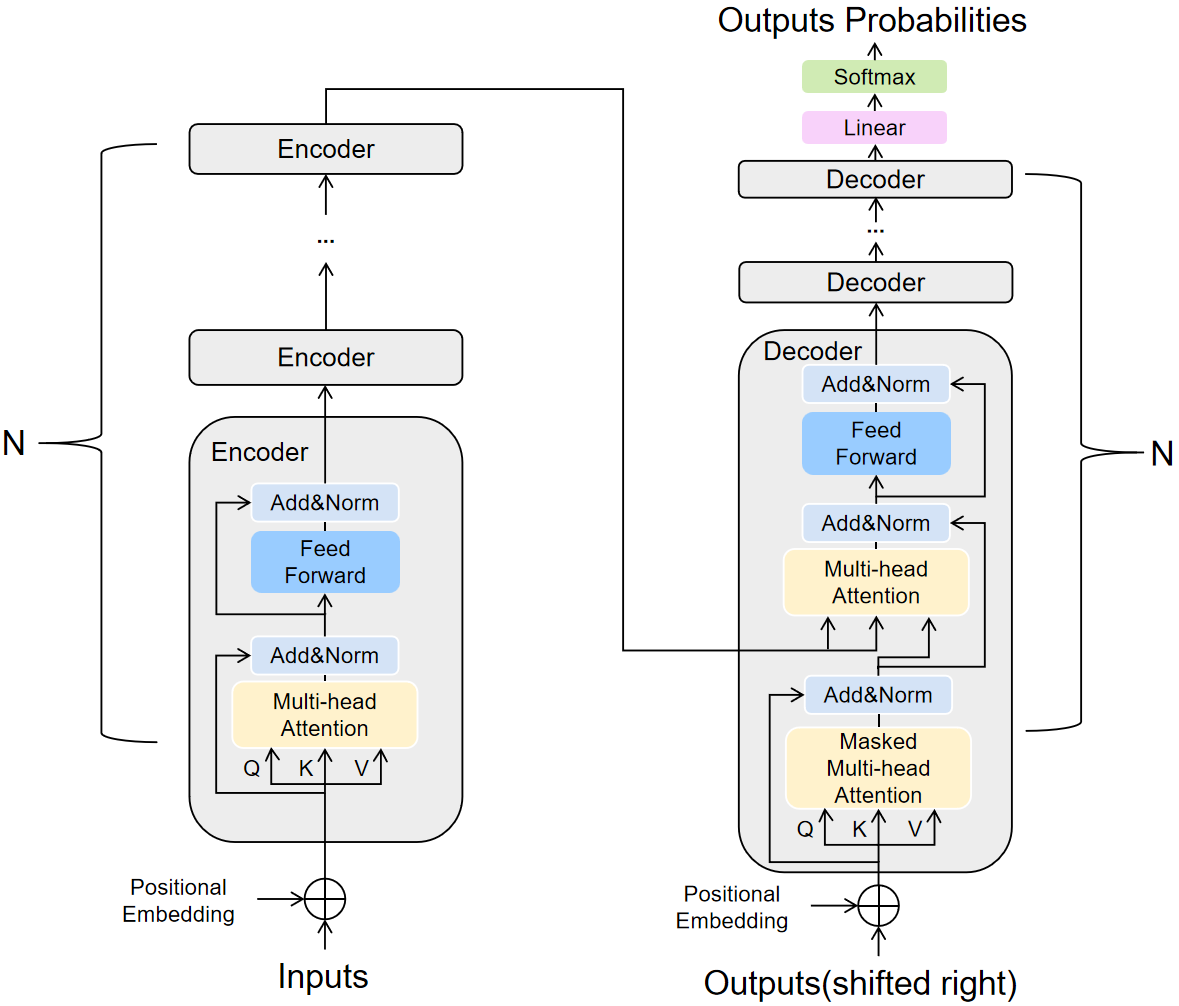 Outputs Probabilities
Softmax
Linear
Decoder
...
Decoder
Decoder
Add&Norm
Feed
Forward
Add&Norm
Multi-head
Attention
Add&Norm
Masked
Multi-head
Attention
Q K V
Positional
Embedding
Outputs(shifted right)
N
Encoder
...
Encoder
Encoder
Add&Norm
Feed
Forward
Add&Norm
Multi-head
Attention
Q K V
Positional
Embedding
Inputs
N